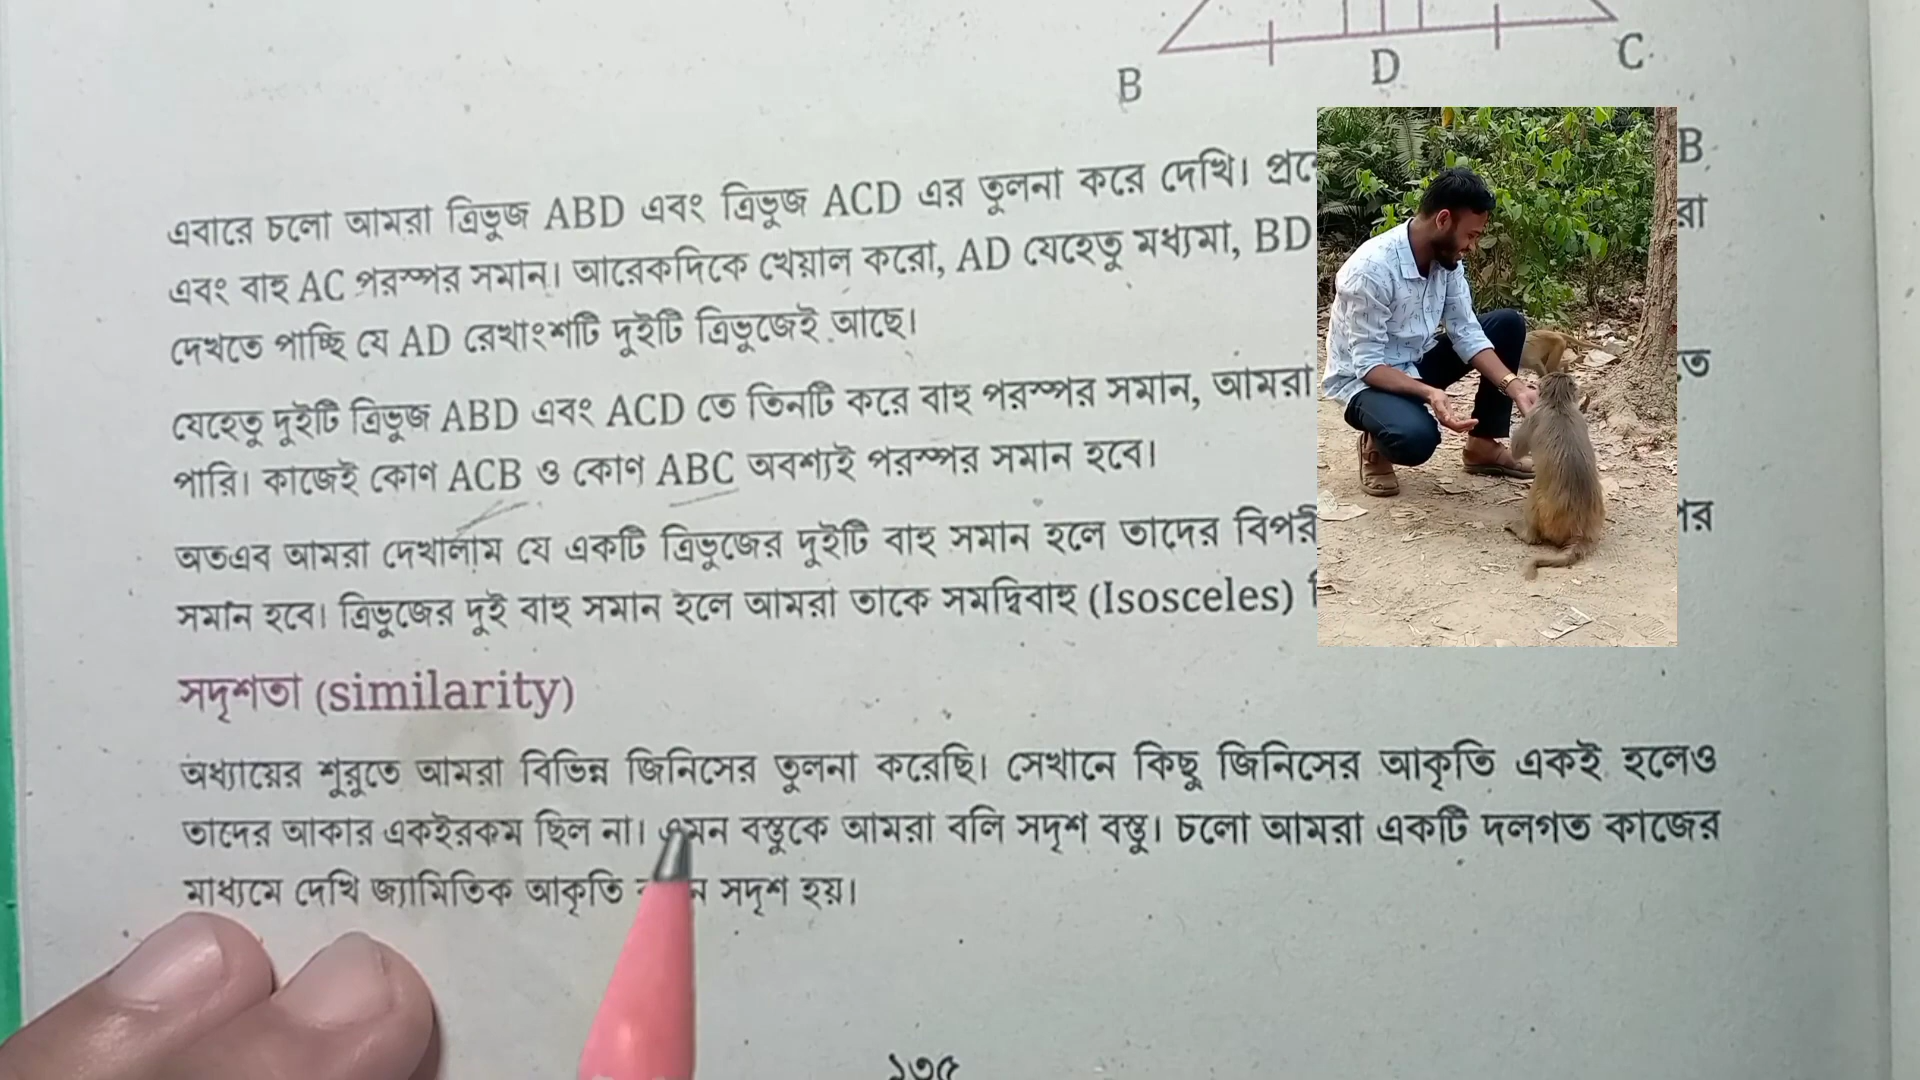 B D C
এবারে চলো আমরা ত্রিভুজ ABD এবং ত্রিভুজ ACD এর তুলনা করে দেখি। B
এবং বাহু AC পরস্পর সমান। আরেকদিকে খেয়াল করো, AD যেহেতু মধ্যমা, BD রা
দেখতে পাচ্ছি যে AD রেখাংশটি দুইটি ত্রিভুজেই আছে।
যেহেতু দুইটি ত্রিভুজ ABD এবং ACD তে তিনটি করে বাহু পরস্পর সমান, আমরা তে
পারি। কাজেই কোণ ACB ও কোণ ABC অবশ্যই পরস্পর সমান হবে।
অতএব আমরা দেখালাম যে একটি ত্রিভুজের দুইটি বাহু সমান হলে তাদের
সমান হবে। ত্রিভুজের দুই বাহু সমান হলে আমরা তাকে সমদ্বিবাহু (Isosceles)
সদৃশতা (similarity)
অধ্যায়ের শুরুতে আমরা বিভিন্ন জিনিসের তুলনা করেছি। সেখানে কিছু জিনিসের আকৃতি একই হলেও
তাদের আকার একইরকম ছিল না। এমন বস্তুকে আমরা বলি সদৃশ বস্তু। চলো আমরা একটি দলগত কাজের
মাধ্যমে দেখি জ্যামিতিক আকৃতি সদৃশ হয়।
১৩৫